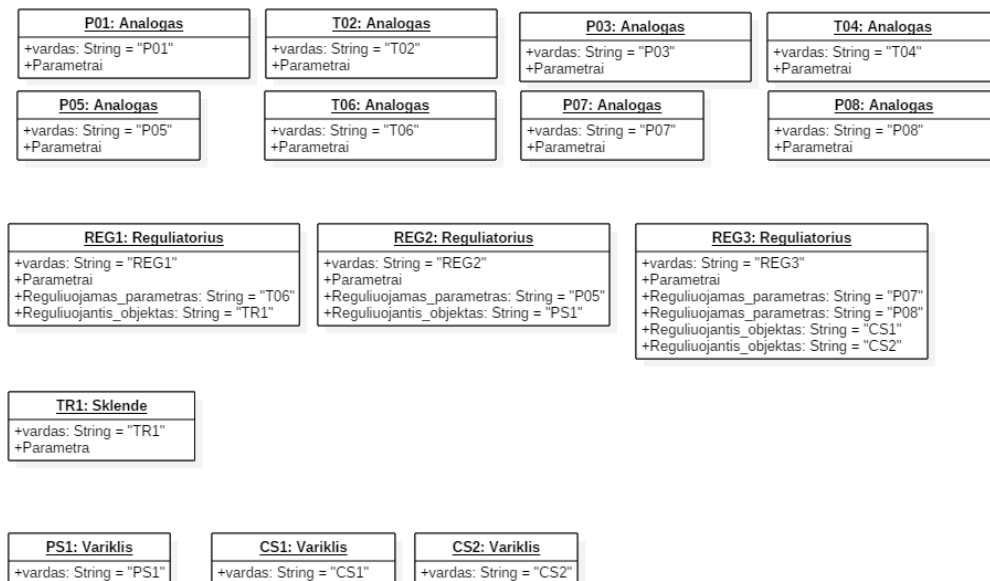 P01: Analogas
+vardas: String = "P01"
+Parametrai
T02: Analogas
+vardas: String = "T02"
+Parametrai
P03: Analogas
+vardas: String = "P03"
+Parametrai
T04: Analogas
+vardas: String = "T04"
+Parametrai
P05: Analogas
+vardas: String = "P05"
+Parametrai
T06: Analogas
+vardas: String = "T06"
+Parametrai
P07: Analogas
+vardas: String = "P07"
+Parametrai
P08: Analogas
+vardas: String = "P08"
+Parametrai
REG1: Reguliatorius
+vardas: String = "REG1"
+Parametrai
+Reguliuojamas_parametras: String = "T06"
+Reguliuojantis_objektas: String = "TR1"
REG2: Reguliatorius
+vardas: String = "REG2"
+Parametrai
+Reguliuojamas_parametras: String = "P05"
+Reguliuojantis_objektas: String = "PS1"
REG3: Reguliatorius
+vardas: String = "REG3"
+Parametrai
+Reguliuojamas_parametras: String = "P07"
+Reguliuojamas_parametras: String = "P08"
+Reguliuojantis_objektas: String = "CS1"
+Reguliuojantis_objektas: String = "CS2"
TR1: Sklende
+vardas: String = "TR1"
+Parametra
PS1: Variklis
+vardas: String = "PS1"
CS1: Variklis
+vardas: String = "CS1"
CS2: Variklis
+vardas: String = "CS2"